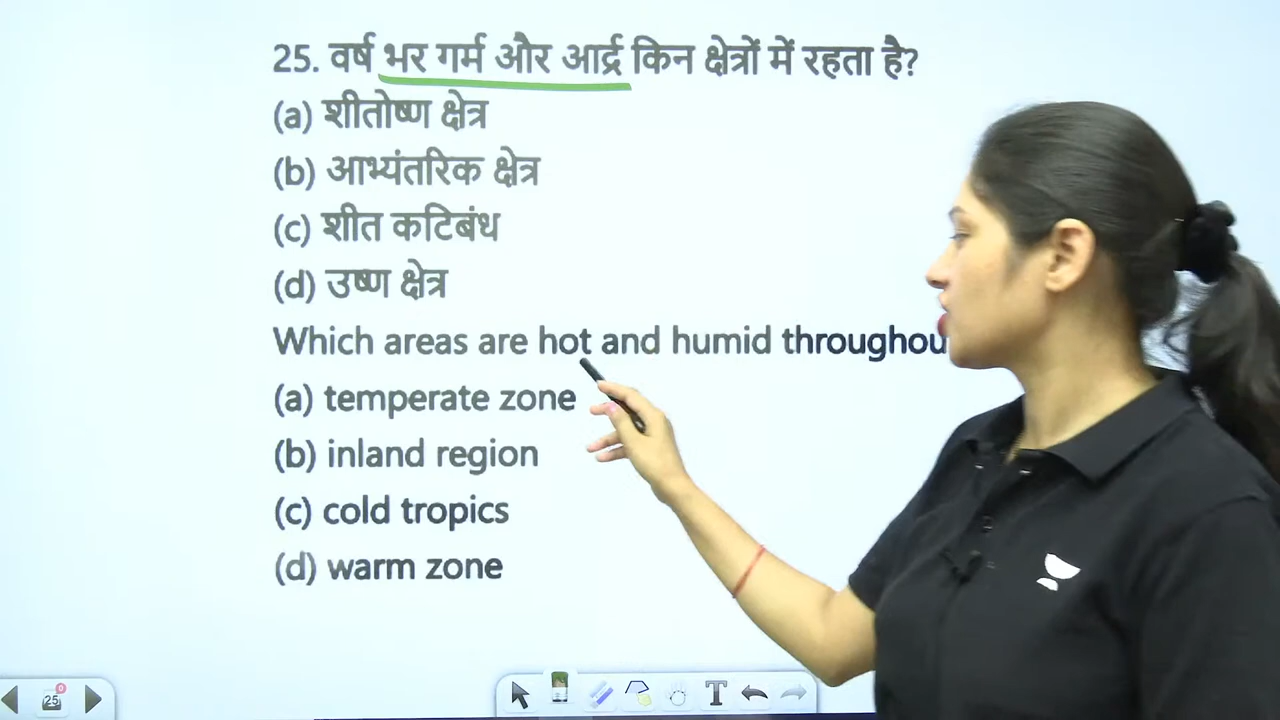 25. वर्ष भर गर्म और आर्द्र किन क्षेत्रों में रहता है?
(a) शीतोष्ण क्षेत्र
(b) आभ्यंतरिक क्षेत्र
(c) शीत कटिबंध
(d) उष्ण क्षेत्र
Which areas are hot and humid
(a) temperate zone
(b) inland region
(c) cold tropics
(d) warm zone
25